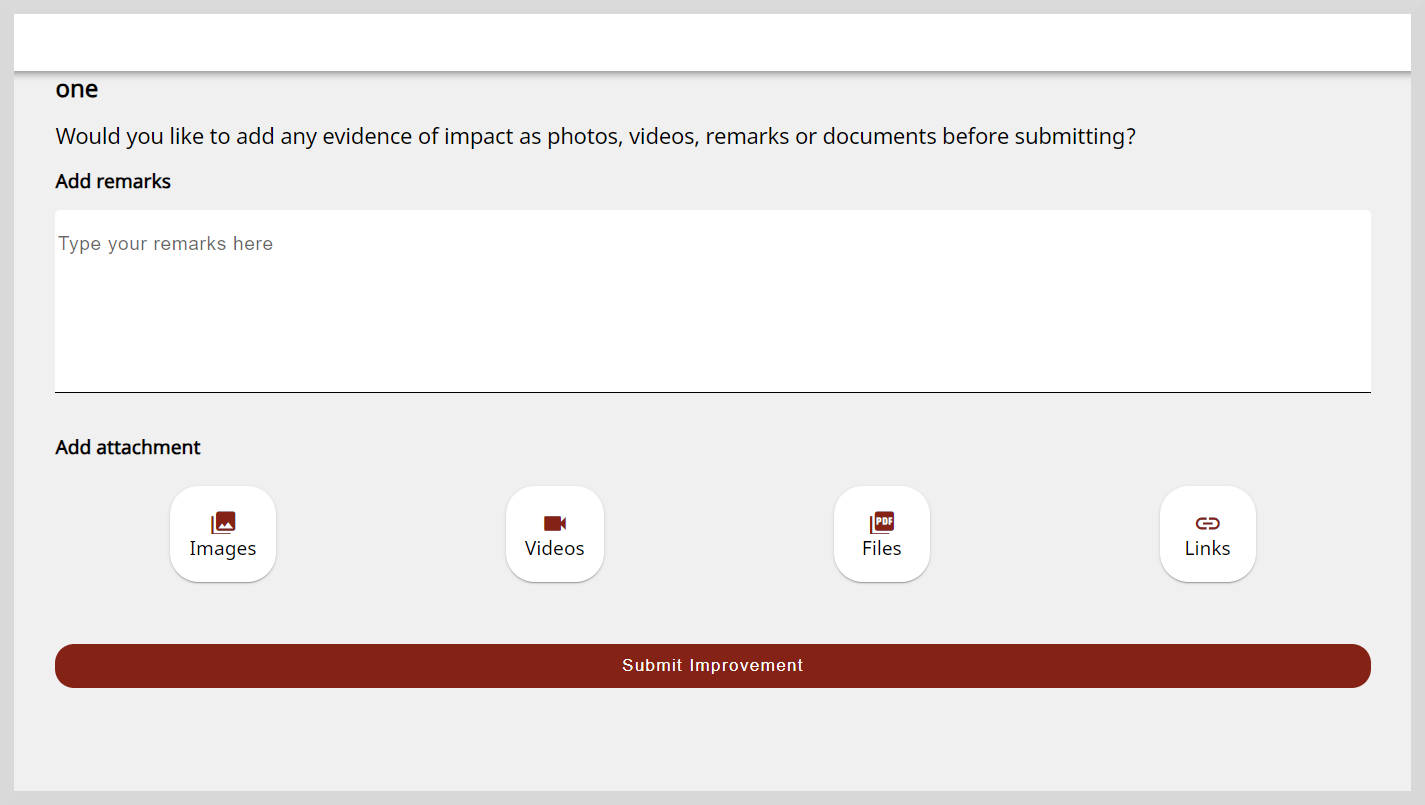 one
Would you like to add any evidence of impact as photos, videos, remarks or documents before submitting?
Add remarks
Type your remarks here
Add attachment
Images
Videos
PDF
Files
Links
Submit Improvement